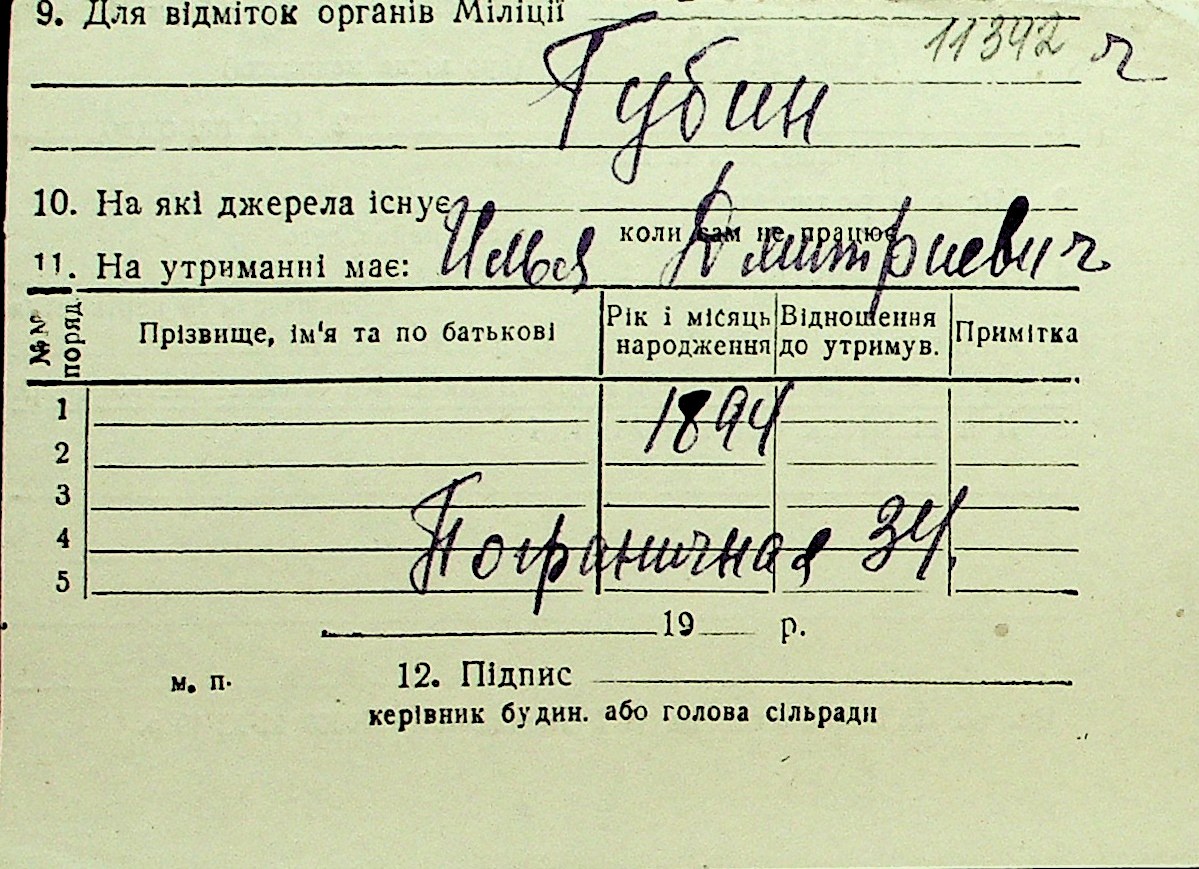 9. Для відміток органів Міліції
11392 г
Губин
10. На які джерела існує
коли сам не працює
Илья Дмитриевич
11. На утриманні має:
№№ поряд.
Прізвище, ім'я та по батькові
Рік і місяць народження
Відношення до утримув.
Примітка
1
1894
2
3
Пограничная 34.
4
5
19 р.
м. п.
12. Підпис
керівник будин. або голова сільради